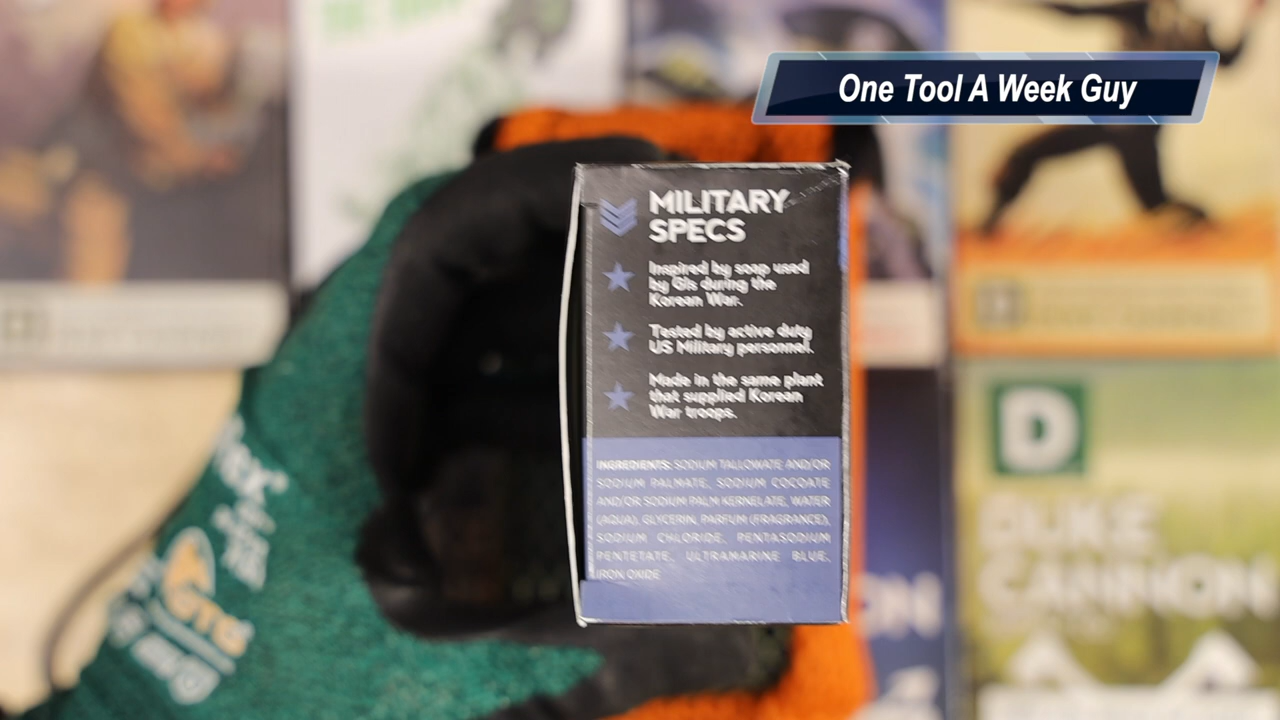 One Tool A Week Guy
MILITARY
SPECS
Inspired by soap used
by GIs during the
Korean War.
Tested by active duty
US Military personnel.
Made in the same plant
that supplied Korean
War troops.
INGREDIENTS: SODIUM TALLOWATE AND/OR
SODIUM PALMATE, SODIUM COCOATE
AND/OR SODIUM PALM KERNELATE, WATER
(AQUA), GLYCERIN, PARFUM (FRAGRANCE),
SODIUM CHLORIDE, PENTASODIUM
PENTETATE, ULTRAMARINE BLUE,
IRON OXIDE
D
DUKE
CANNON